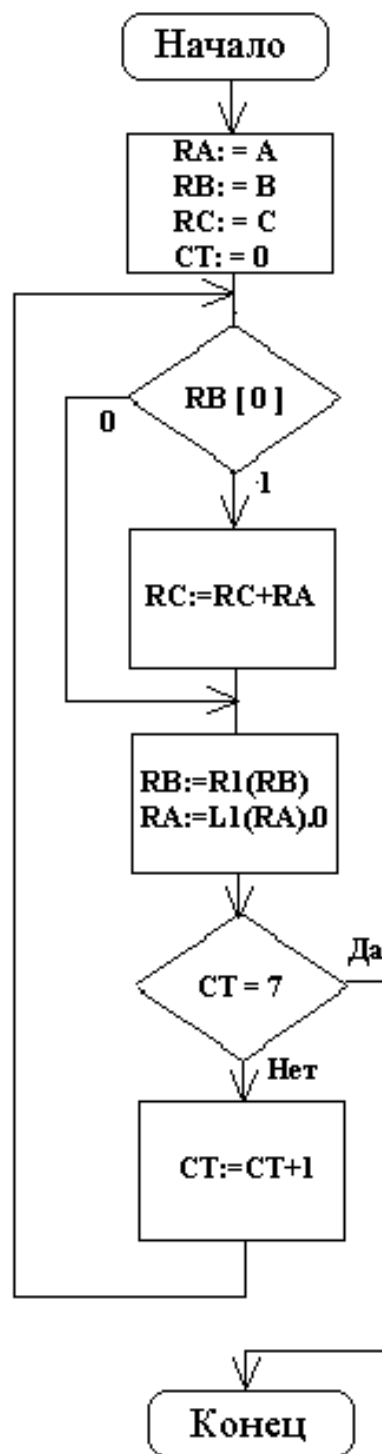 Начало
RA: = A
RB: = B
RC: = C
CT: = 0
RB [ 0 ]
0
1
RC:=RC+RA
RB:=R1(RB)
RA:=L1(RA).0
Да
CT = 7
Нет
CT:=CT+1
Конец